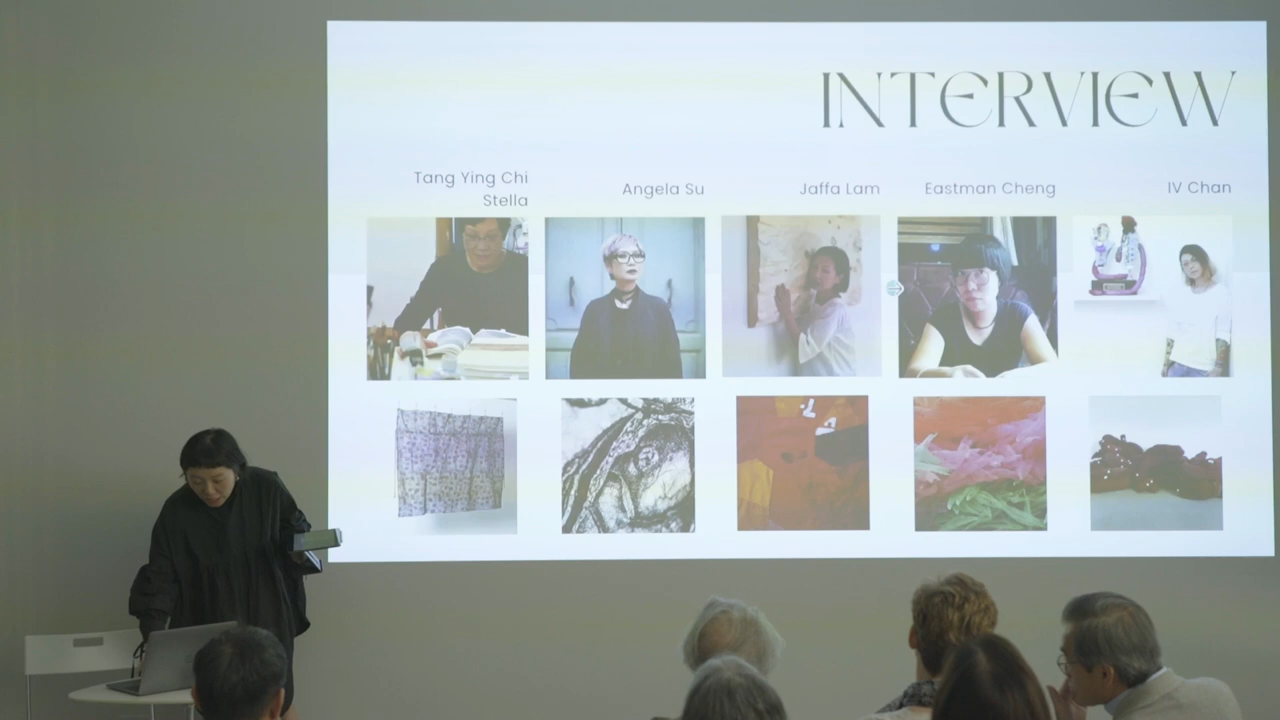 INTERVIEW
Tang Ying Chi
Stella
Angela Su
Jaffa Lam
Eastman Cheng
IV Chan